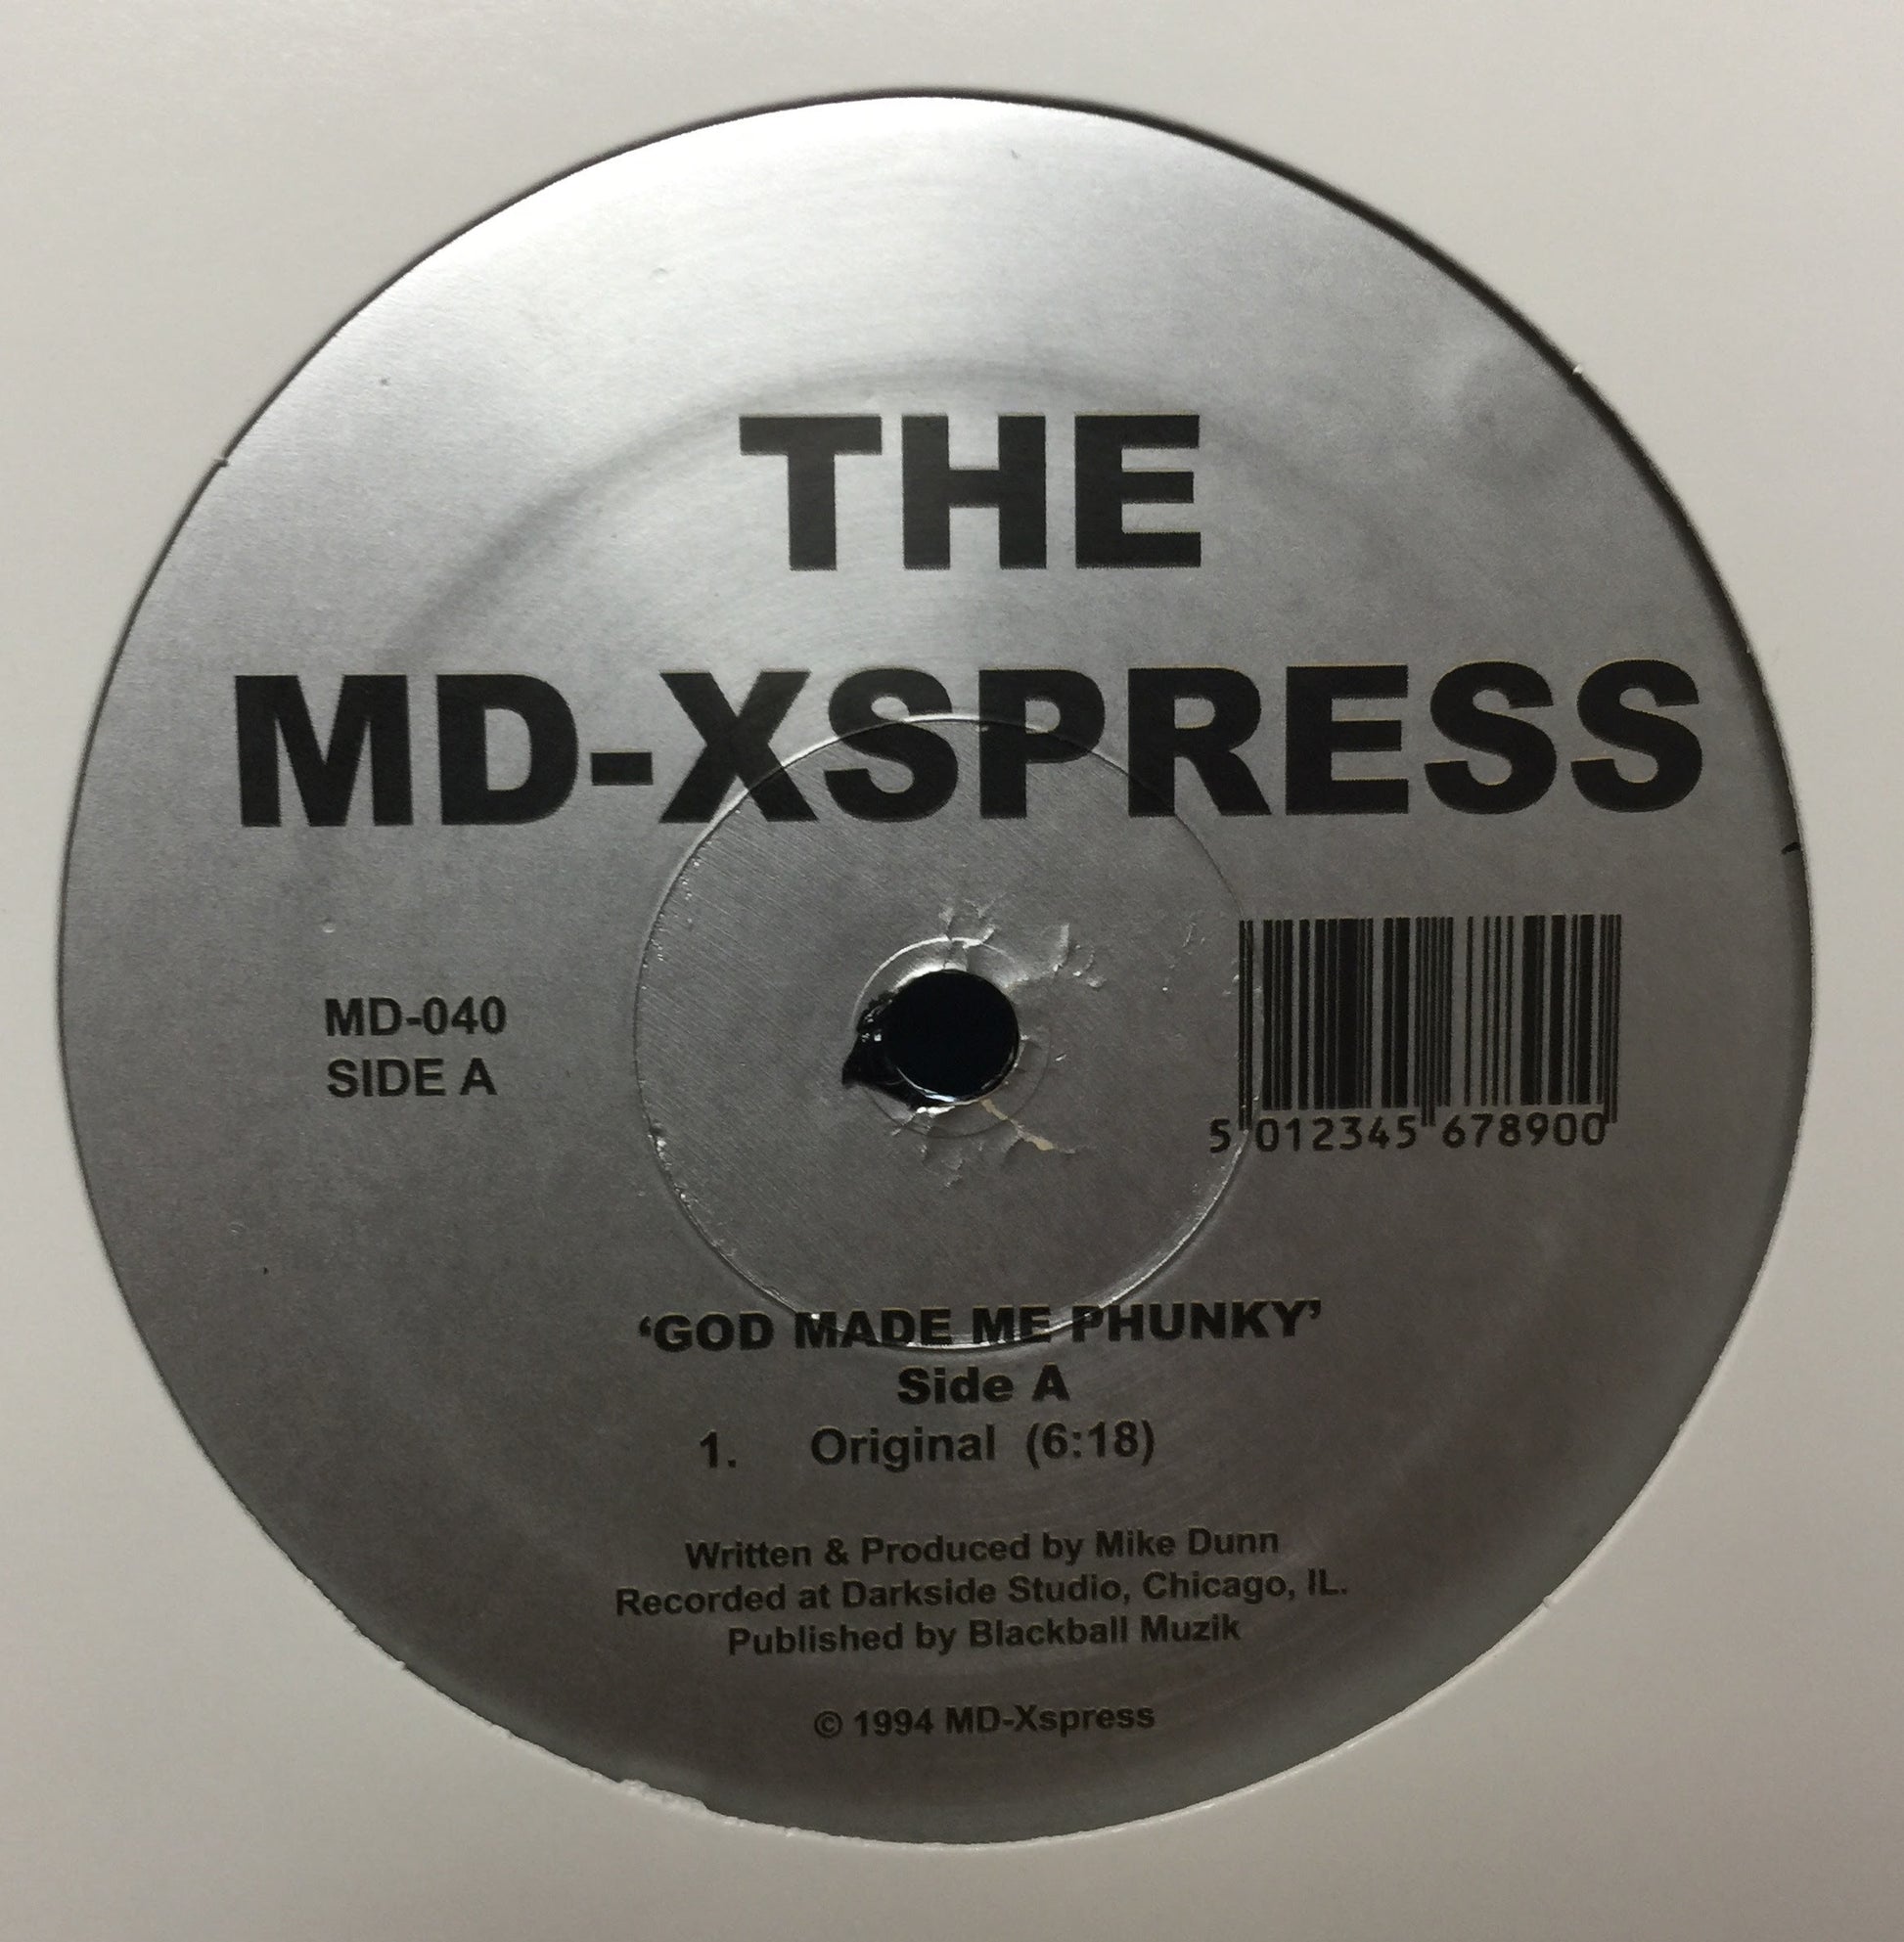 THE
MD-XSPRESS
MD-040
SIDE A
5 012345 678900
‘GOD MADE ME PHUNKY’
Side A
1. Original (6:18)
Written & Produced by Mike Dunn
Recorded at Darkside Studio, Chicago, IL.
Published by Blackball Muzik
© 1994 MD-Xspress